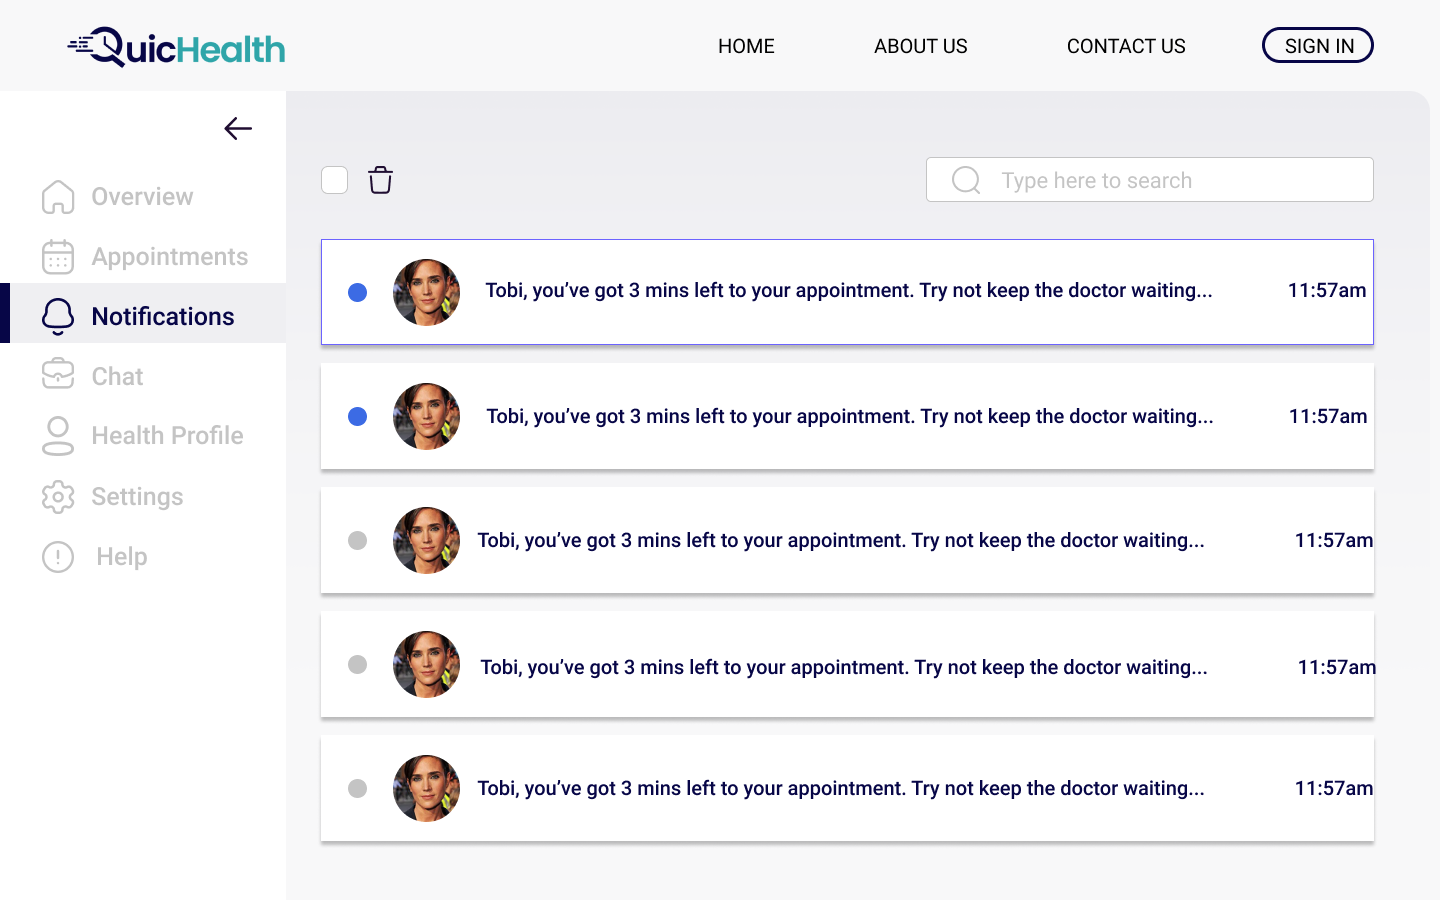 QuicHealth
HOME
ABOUT US
CONTACT US
SIGN IN
Overview
Appointments
Notifications
Chat
Health Profile
Settings
Help
Type here to search
Tobi, you’ve got 3 mins left to your appointment. Try not keep the doctor waiting... 11:57am
Tobi, you’ve got 3 mins left to your appointment. Try not keep the doctor waiting... 11:57am
Tobi, you’ve got 3 mins left to your appointment. Try not keep the doctor waiting... 11:57am
Tobi, you’ve got 3 mins left to your appointment. Try not keep the doctor waiting... 11:57am
Tobi, you’ve got 3 mins left to your appointment. Try not keep the doctor waiting... 11:57am